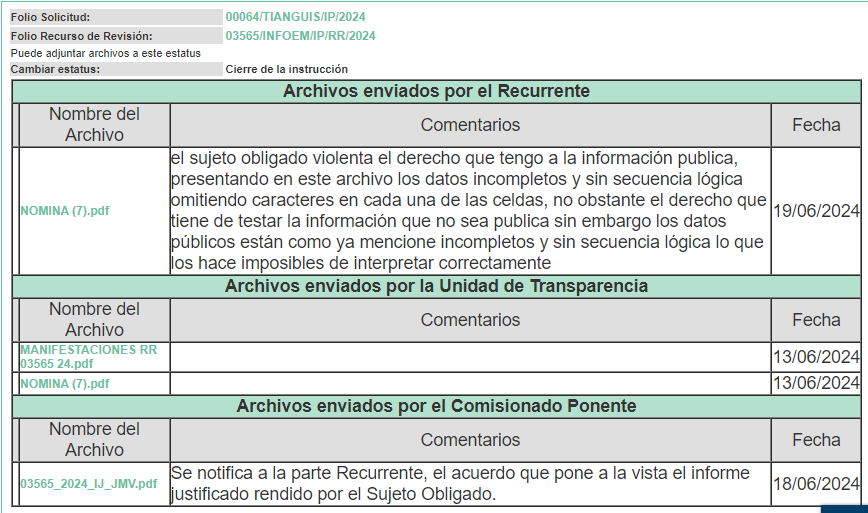 Folio Solicitud: 00064/TIANGUIS/IP/2024
Folio Recurso de Revisión: 03565/INFOEM/IP/RR/2024
Puede adjuntar archivos a este estatus
Cambiar estatus: Cierre de la instrucción
Archivos enviados por el Recurrente
Nombre del
Archivo
Comentarios
Fecha
NOMINA (7).pdf
el sujeto obligado violenta el derecho que tengo a la información publica,
presentando en este archivo los datos incompletos y sin secuencia lógica
omitiendo caracteres en cada una de las celdas, no obstante el derecho que
tiene de testar la información que no sea publica sin embargo los datos
públicos están como ya mencione incompletos y sin secuencia lógica lo que
los hace imposibles de interpretar correctamente
19/06/2024
Archivos enviados por la Unidad de Transparencia
Nombre del
Archivo
Comentarios
Fecha
MANIFESTACIONES RR
03565 24.pdf
13/06/2024
NOMINA (7).pdf
13/06/2024
Archivos enviados por el Comisionado Ponente
Nombre del
Archivo
Comentarios
Fecha
03565_2024_IJ_JMV.pdf
Se notifica a la parte Recurrente, el acuerdo que pone a la vista el informe
justificado rendido por el Sujeto Obligado.
18/06/2024